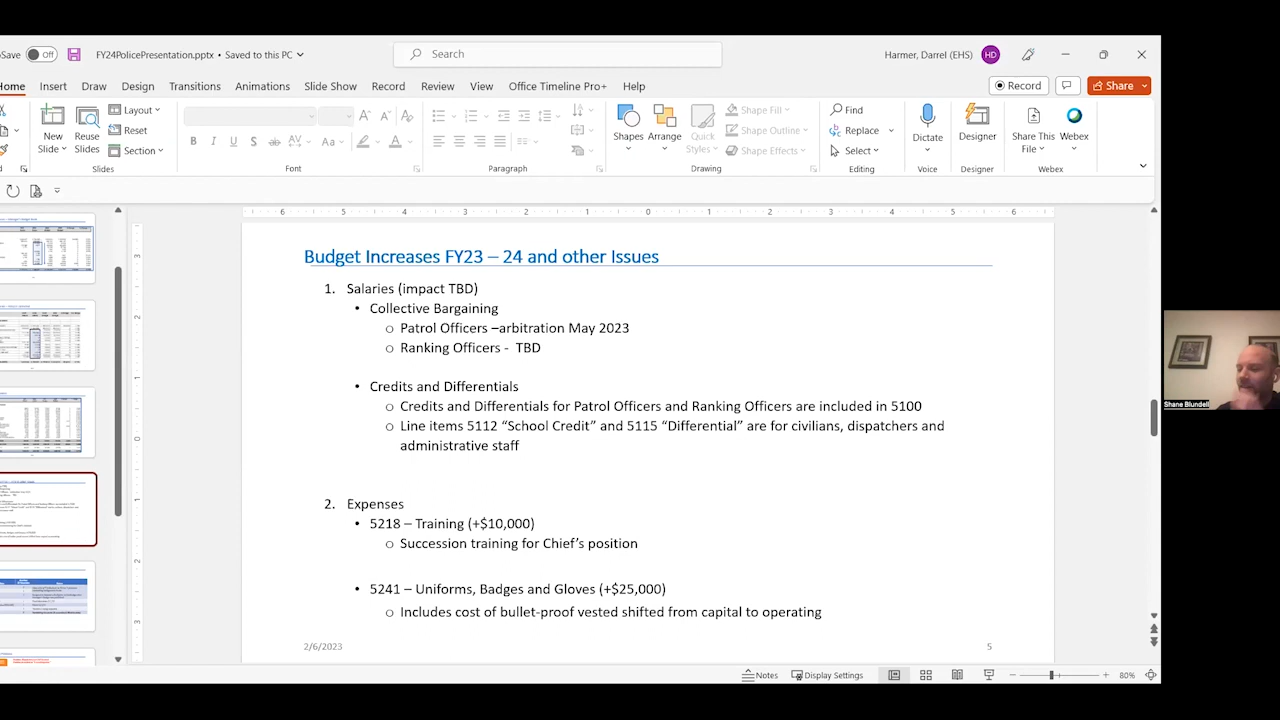 Save Off FY24PolicePresentation.pptx • Saved to this PC Search Harmer, Darrel (EHS) HD
Home Insert Draw Design Transitions Animations Slide Show Record Review View Office Timeline Pro+ Help Record Share
New Slide Reuse Slides Layout Reset Section Shapes Arrange Quick Styles Shape Fill Shape Outline Shape Effects Find Replace Select Dictate Designer Share This File Webex
Slides Font Paragraph Drawing Editing Voice Designer Webex
Budget Increases FY23 – 24 and other Issues
1. Salaries (impact TBD)
• Collective Bargaining
o Patrol Officers –arbitration May 2023
o Ranking Officers - TBD
• Credits and Differentials
o Credits and Differentials for Patrol Officers and Ranking Officers are included in 5100
o Line items 5112 “School Credit” and 5115 “Differential” are for civilians, dispatchers and
administrative staff
2. Expenses
• 5218 – Training (+$10,000)
o Succession training for Chief’s position
• 5241 – Uniforms, Badges and Gloves (+$25,000)
o Includes cost of bullet-proof vested shifted from capital to operating
2/6/2023 5
Notes Display Settings 80%
Shane Blundell